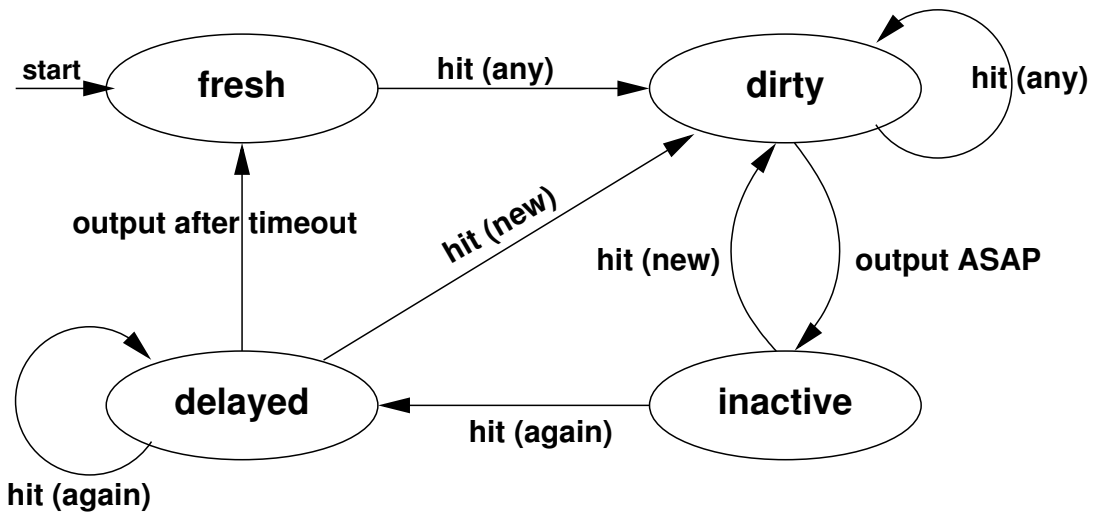 start
fresh
hit (any)
dirty
hit (any)
output after timeout
hit (new)
hit (new)
output ASAP
delayed
hit (again)
inactive
hit (again)